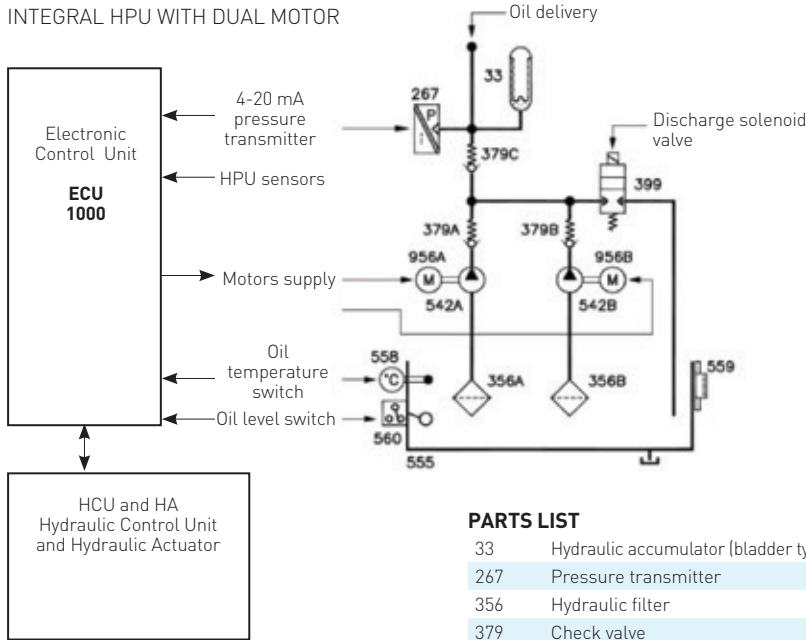 INTEGRAL HPU WITH DUAL MOTOR
Oil delivery
Electronic
Control Unit
ECU
1000
4-20 mA
pressure
transmitter
HPU sensors
Motors supply
Oil
temperature
switch
Oil level switch
33
267
P
379C
Discharge solenoid
valve
399
379A
379B
956A
956B
M
M
542A
542B
558
°C
356A
356B
559
560
555
HCU and HA
Hydraulic Control Unit
and Hydraulic Actuator
PARTS LIST
33 Hydraulic accumulator (bladder ty
267 Pressure transmitter
356 Hydraulic filter
379 Check valve